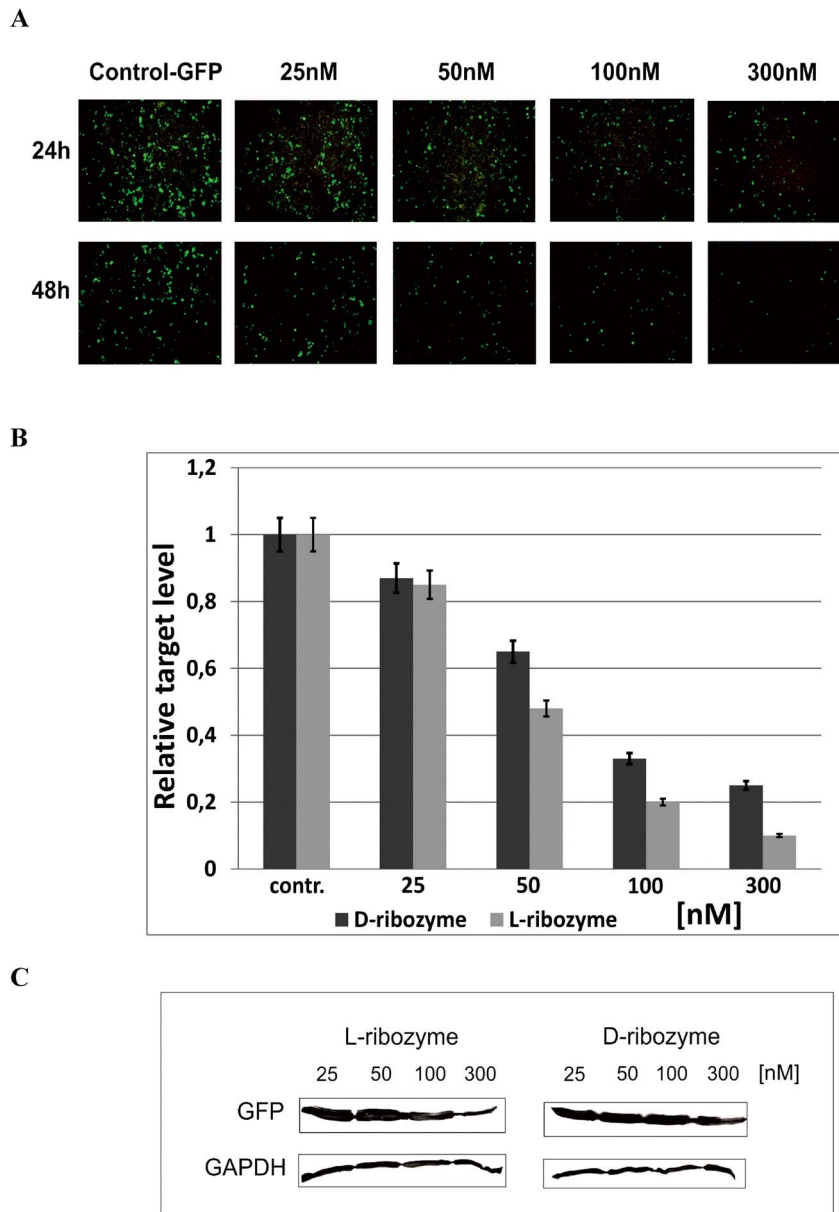 A
Control-GFP 25nM 50nM 100nM 300nM
24h
48h
B
Relative target level
1,2
1
0,8
0,6
0,4
0,2
0
contr. 25 50 100 300
D-ribozyme L-ribozyme [nM]
C
L-ribozyme D-ribozyme
25 50 100 300 25 50 100 300 [nM]
GFP
GAPDH